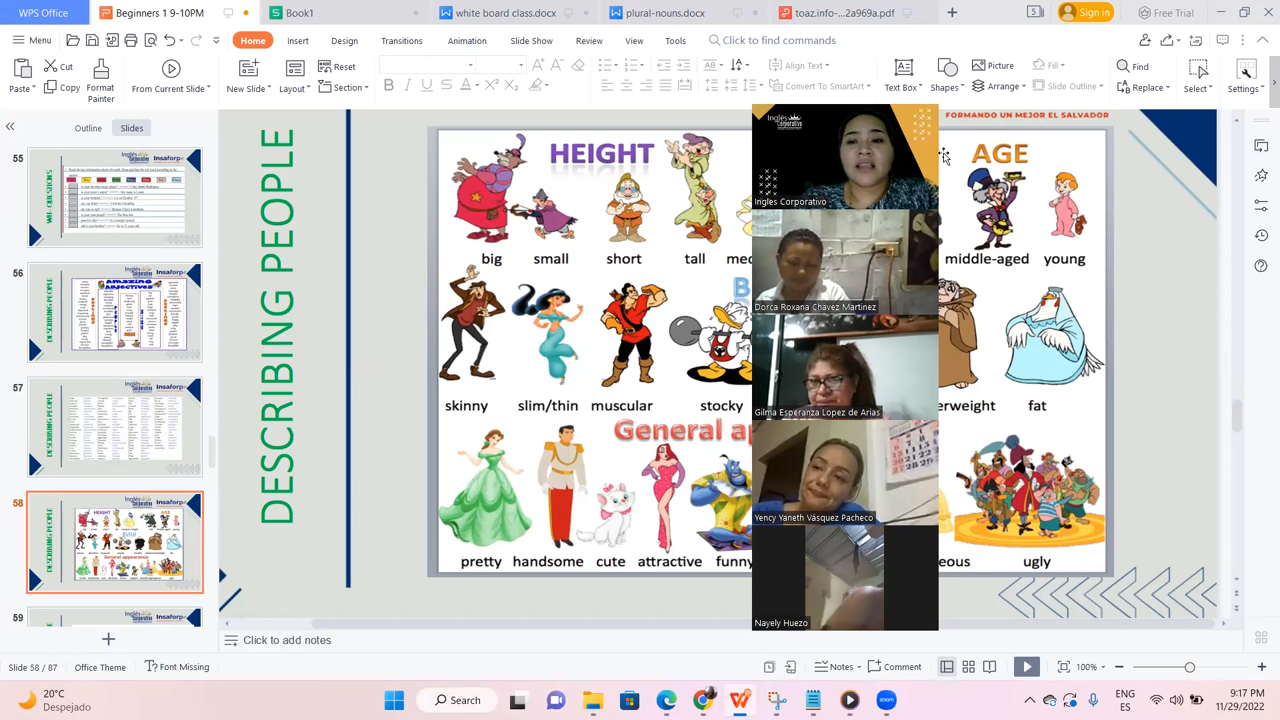 WPS Office
Beginners 1 9-10PM
Book1
white board class.docx
plural-nouns.docx
...2a969a.pdf
Sign in
Free Trial
Menu
Home
Insert
Design
Transitions
Animation
Slide Show
Review
View
Tools
Click to find commands
Cut
Format Painter
From Current Slide
New Slide
Layout
Reset
Section
Align Text
Convert To SmartArt
Text Box
Shapes
Picture
Arrange
Fill
Slide Outline
Find
Replace
Select
Settings
Outline
Slides
55
56
57
58
59
DESCRIBING PEOPLE
FORMANDO UN MEJOR EL SALVADOR
HEIGHT
AGE
big small short tall
middle-aged young
skinny slim/thin muscular stocky
fat
pretty handsome cute attractive funny
ugly
Inglés Corporativo
Ingles Corporativo
Dorca Roxana Chavez Martinez
Gilma Esperanza Lopez de Arias
Yency Yaneth Vásquez Pacheco
Nayely Huezo
Click to add notes
Slide 58 / 87
Office Theme
Font Missing
Notes
Comment
100%
20°C
Despejado
Search
zoom
ENG
ES
9:17 PM
11/29/2022